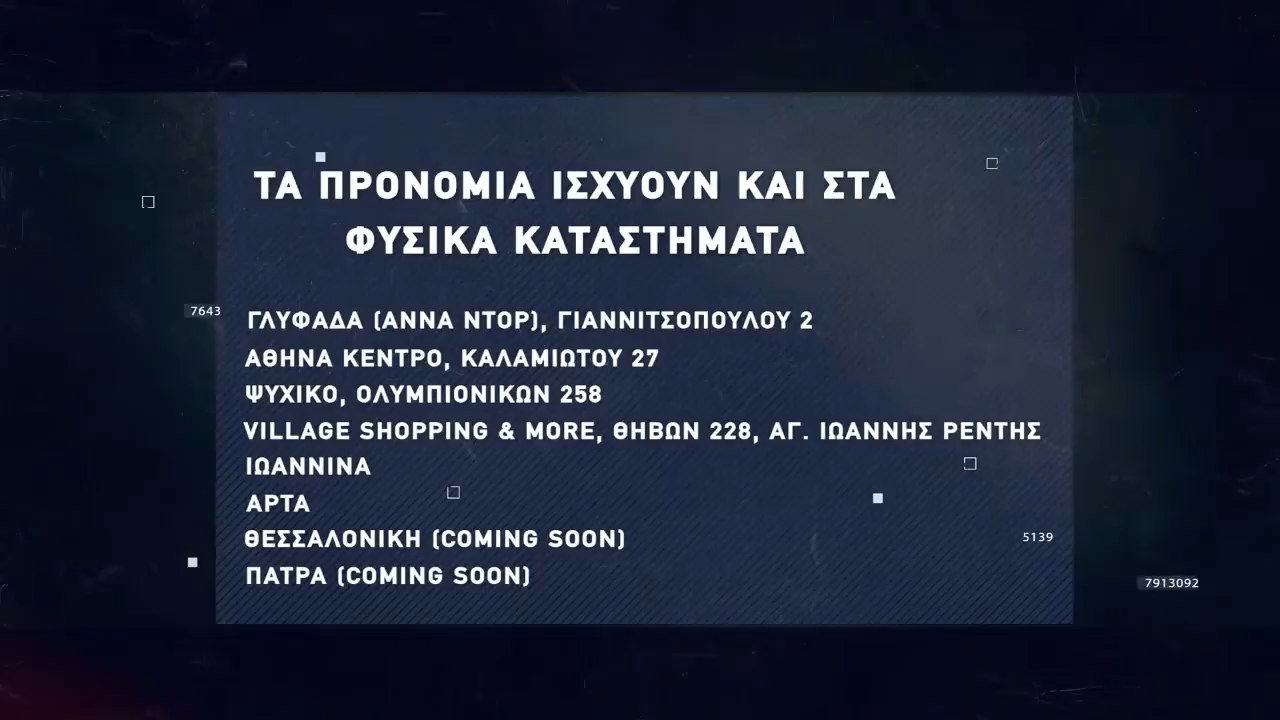 ΤΑ ΠΡΟΝΟΜΙΑ ΙΣΧΥΟΥΝ ΚΑΙ ΣΤΑ
ΦΥΣΙΚΑ ΚΑΤΑΣΤΗΜΑΤΑ
7643
ΓΛΥΦΑΔΑ (ΑΝΝΑ ΝΤΟΡ), ΓΙΑΝΝΙΤΣΟΠΟΥΛΟΥ 2
ΑΘΗΝΑ ΚΕΝΤΡΟ, ΚΑΛΑΜΙΩΤΟΥ 27
ΨΥΧΙΚΟ, ΟΛΥΜΠΙΟΝΙΚΩΝ 258
VILLAGE SHOPPING & MORE, ΘΗΒΩΝ 228, ΑΓ. ΙΩΑΝΝΗΣ ΡΕΝΤΗΣ
ΙΩΑΝΝΙΝΑ
ΑΡΤΑ
ΘΕΣΣΑΛΟΝΙΚΗ (COMING SOON)
5139
ΠΑΤΡΑ (COMING SOON)
7913092